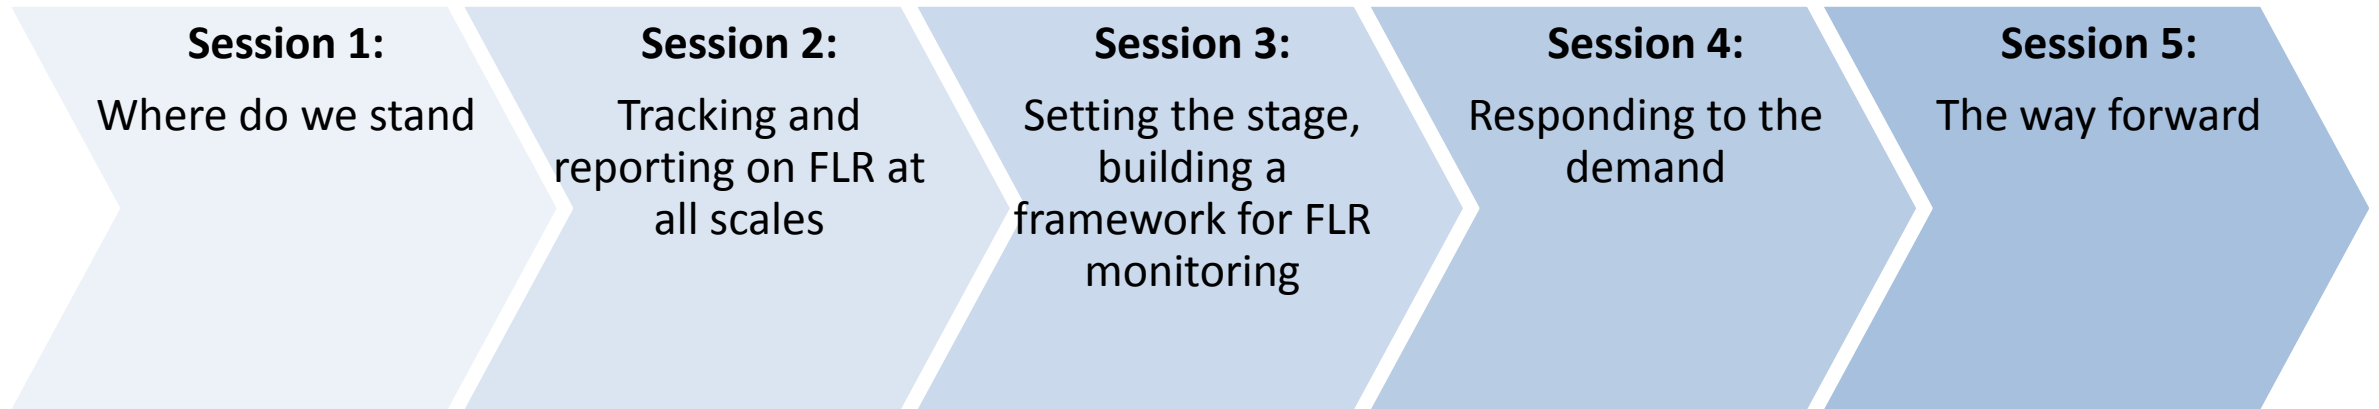 Session 1:
Where do we stand
Session 2:
Tracking and
reporting on FLR at
all scales
Session 3:
Setting the stage,
building a
framework for FLR
monitoring
Session 4:
Responding to the
demand
Session 5:
The way forward